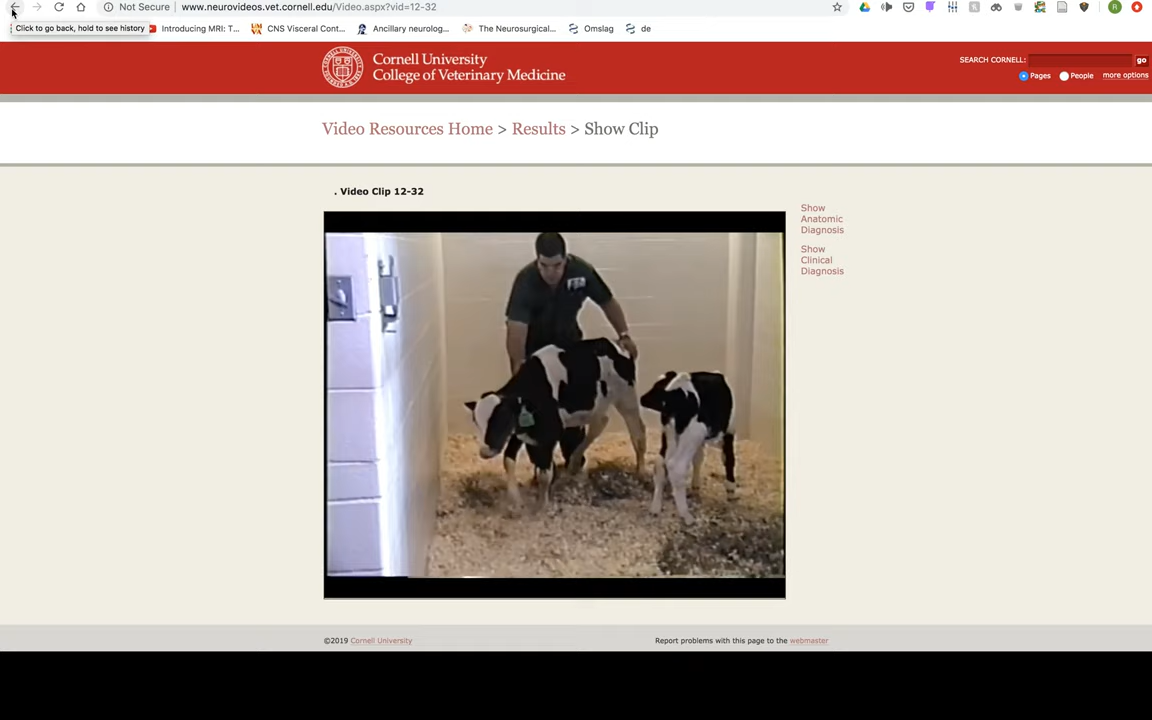 Not Secure | www.neurovideos.vet.cornell.edu/Video.aspx?vid=12-32
Click to go back, hold to see history
Introducing MRI: T...
CNS Visceral Cont...
Ancillary neurolog...
The Neurosurgical...
Omslag
de
Cornell University
College of Veterinary Medicine
SEARCH CORNELL:
go
Pages
People
more options
Video Resources Home > Results > Show Clip
. Video Clip 12-32
Show
Anatomic
Diagnosis
Show
Clinical
Diagnosis
©2019 Cornell University
Report problems with this page to the webmaster